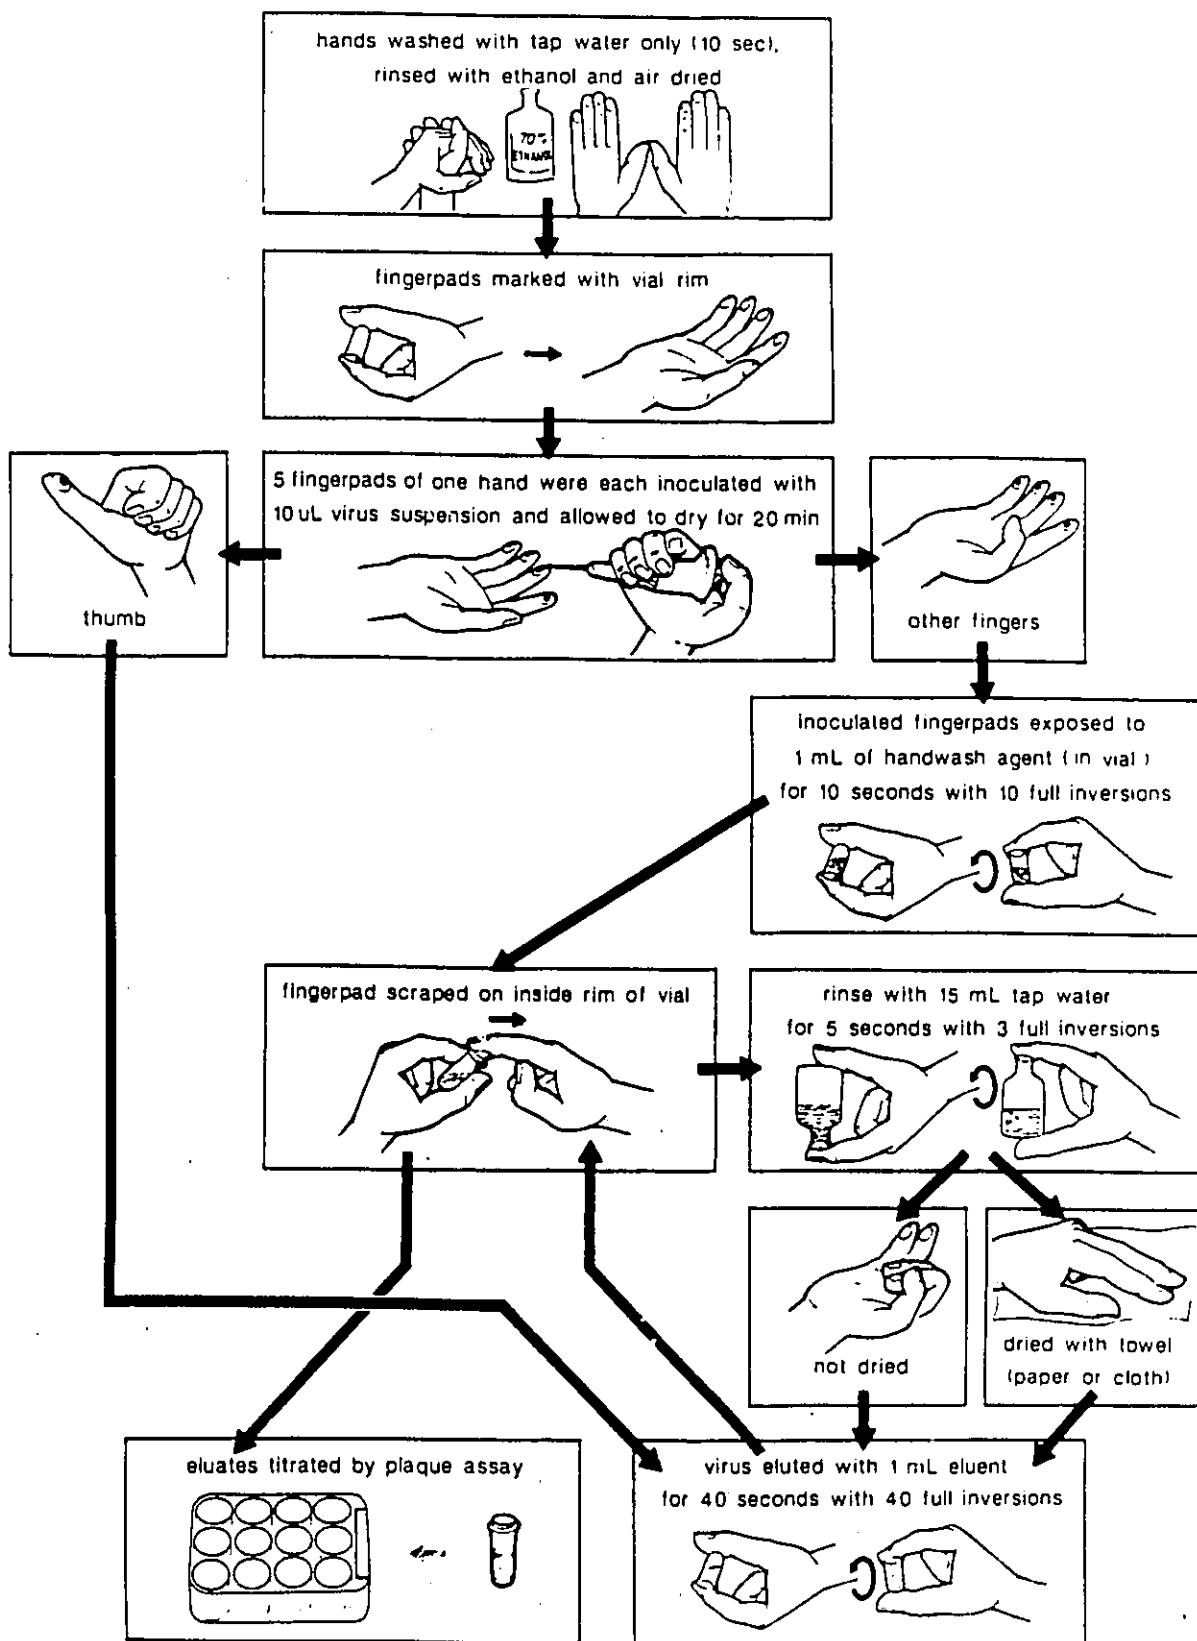 hands washed with tap water only (10 sec),
rinsed with ethanol and air dried
70%
ETHANOL
fingerpads marked with vial rim
5 fingerpads of one hand were each inoculated with
10 uL virus suspension and allowed to dry for 20 min
thumb
other fingers
inoculated fingerpads exposed to
1 mL of handwash agent (in vial)
for 10 seconds with 10 full inversions
fingerpad scraped on inside rim of vial
rinse with 15 mL tap water
for 5 seconds with 3 full inversions
not dried
dried with towel
(paper or cloth)
eluates titrated by plaque assay
virus eluted with 1 mL eluent
for 40 seconds with 40 full inversions